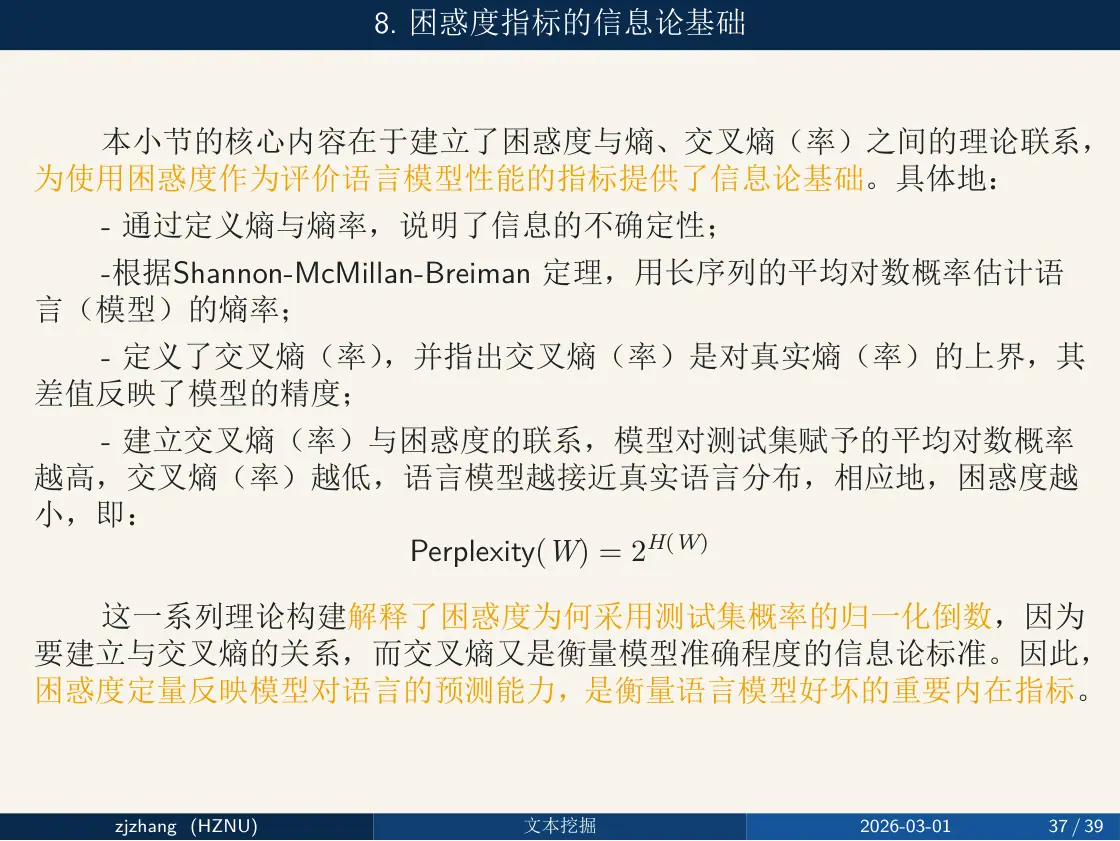 8. 困惑度指标的信息论基础
本小节的核心内容在于建立了困惑度与熵、交叉熵（率）之间的理论联系，
为使用困惑度作为评价语言模型性能的指标提供了信息论基础。具体地：
- 通过定义熵与熵率，说明了信息的不确定性；
-根据Shannon-McMillan-Breiman 定理，用长序列的平均对数概率估计语
言（模型）的熵率；
- 定义了交叉熵（率），并指出交叉熵（率）是对真实熵（率）的上界，其
差值反映了模型的精度；
- 建立交叉熵（率）与困惑度的联系，模型对测试集赋予的平均对数概率
越高，交叉熵（率）越低，语言模型越接近真实语言分布，相应地，困惑度越
小，即：
Perplexity(W) = 2^{H(W)}
这一系列理论构建解释了困惑度为何采用测试集概率的归一化倒数，因为
要建立与交叉熵的关系，而交叉熵又是衡量模型准确程度的信息论标准。因此，
困惑度定量反映模型对语言的预测能力，是衡量语言模型好坏的重要内在指标。
zjzhang (HZNU) 文本挖掘 2026-03-01 37 / 39